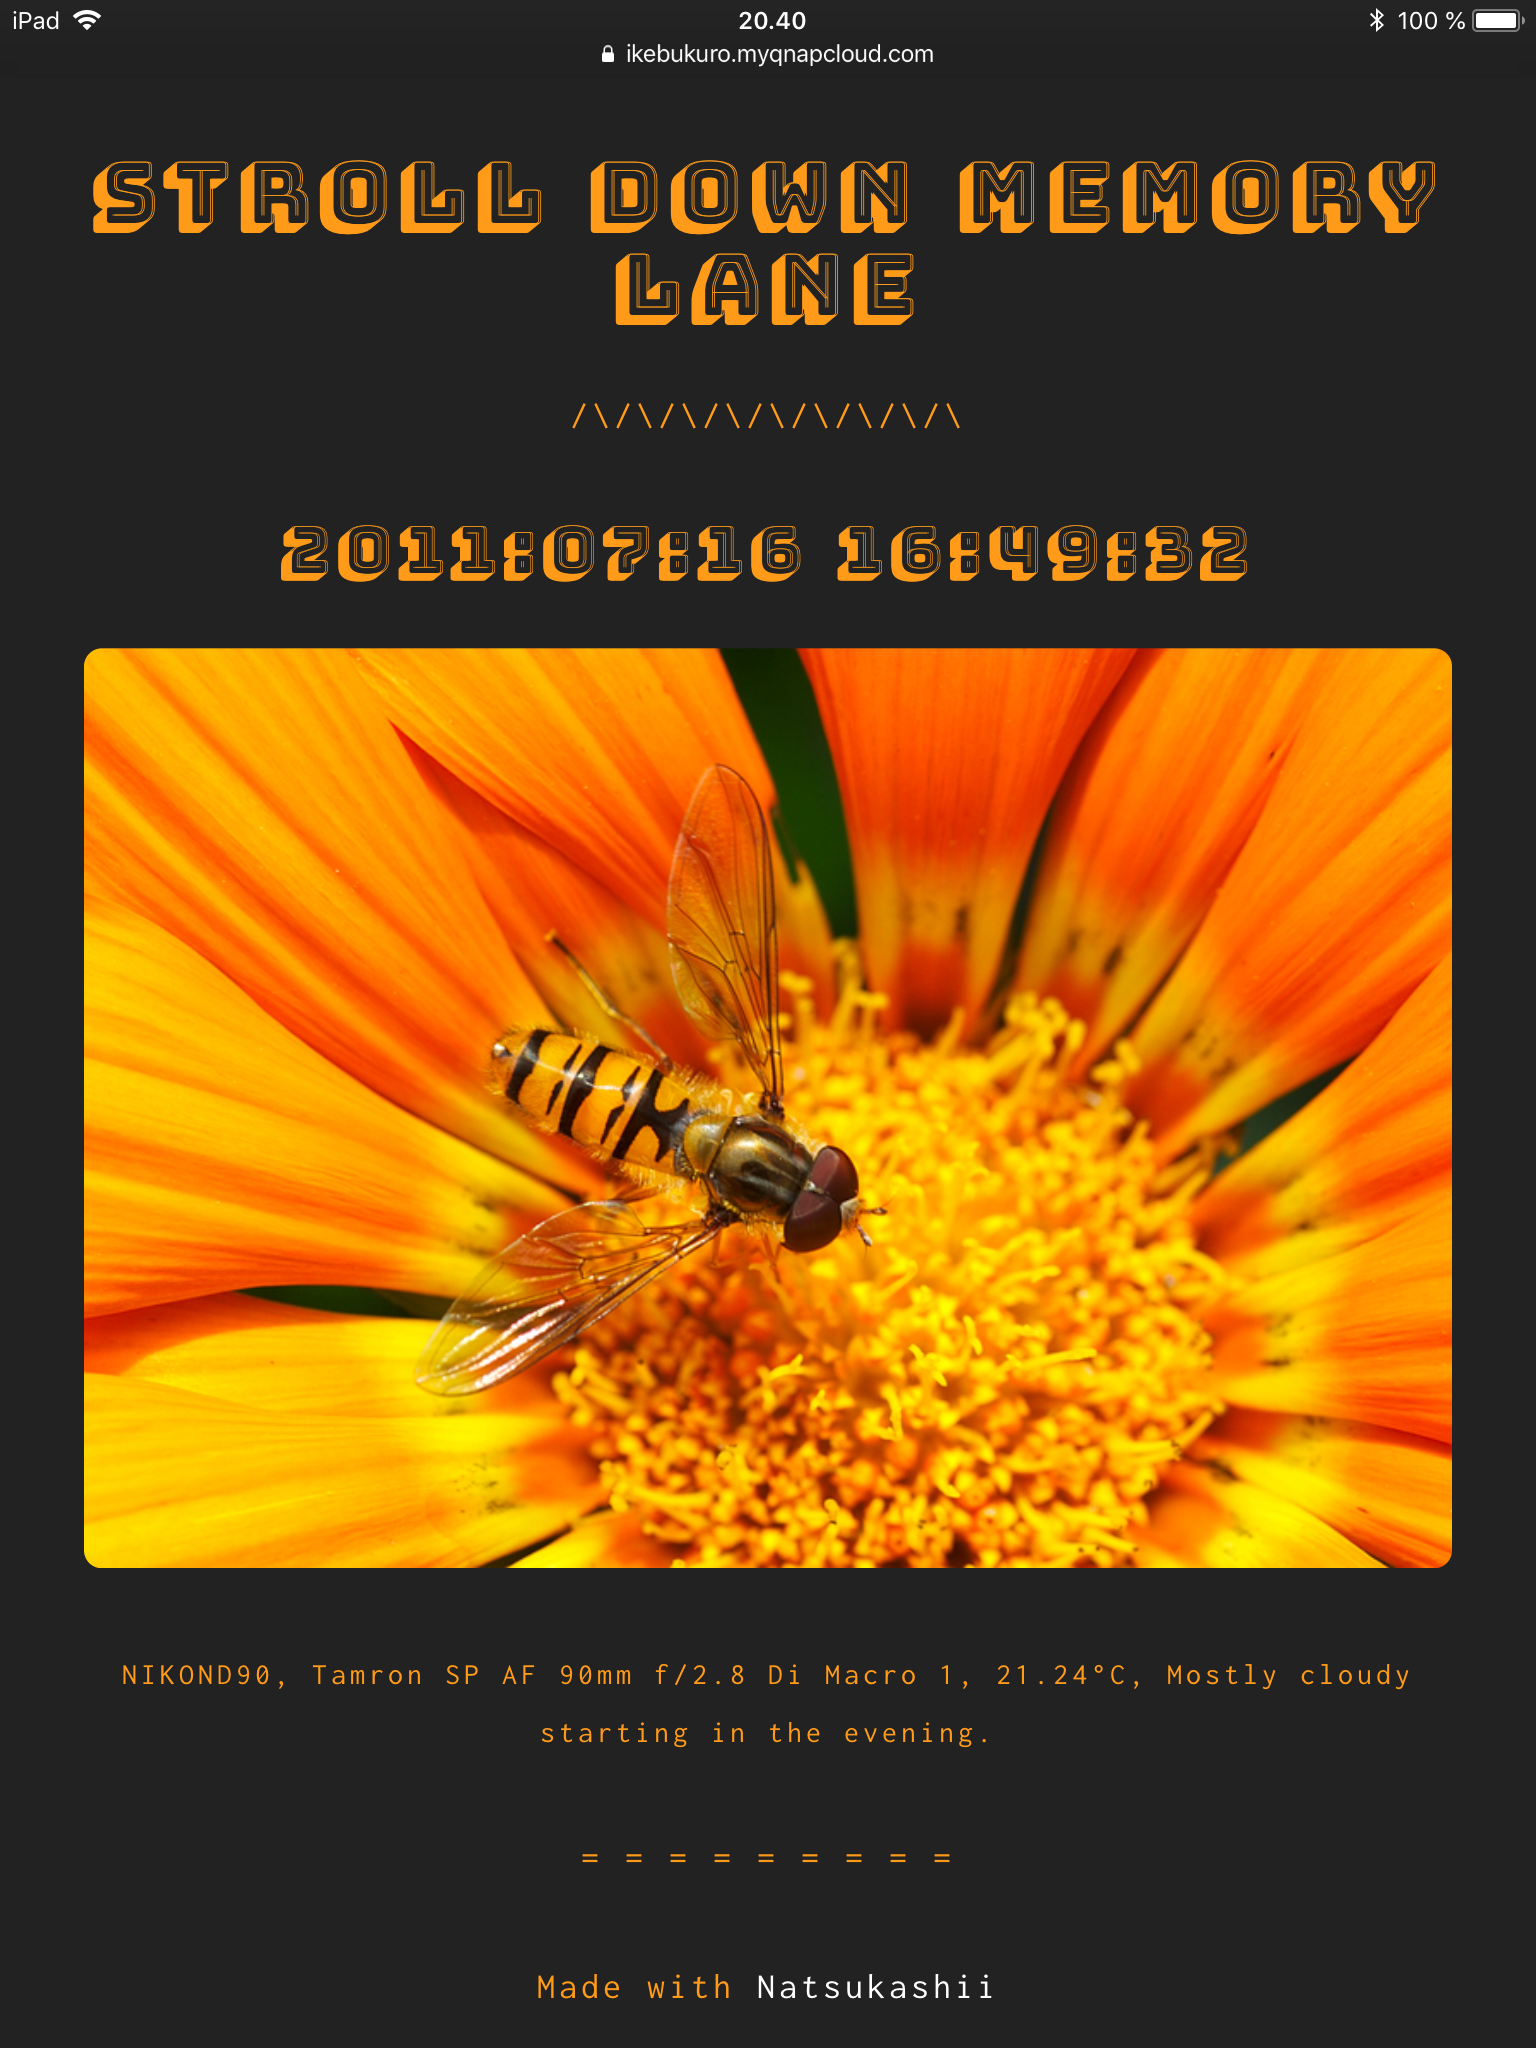 iPad 20.40 100 %
ikebukuro.myqnapcloud.com
STROLL DOWN MEMORY
LANE
/\/\/\/\/\/\/\/\/\
2011:07:16 16:49:32
NIKOND90, Tamron SP AF 90mm f/2.8 Di Macro 1, 21.24°C, Mostly cloudy
starting in the evening.
= = = = = = = = =
Made with Natsukashii